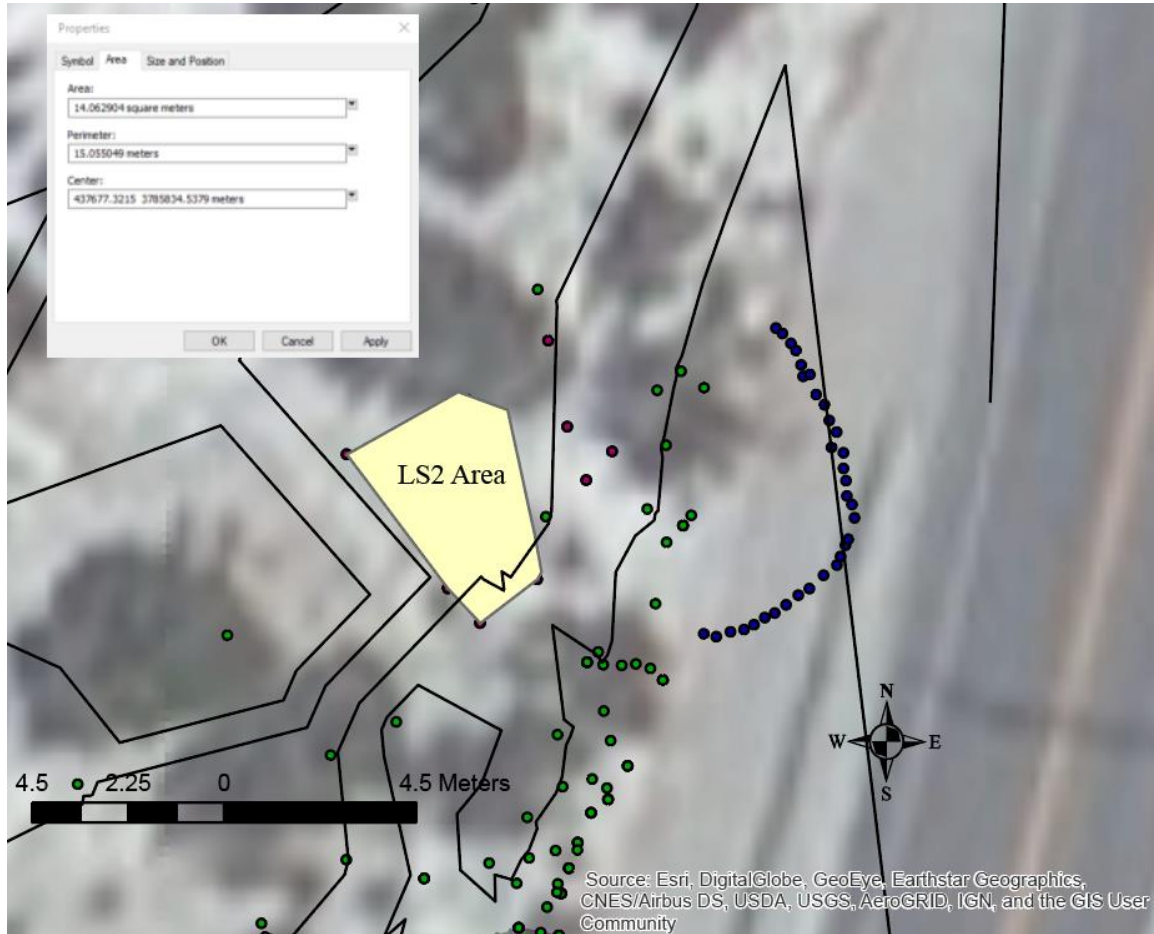 Properties
Symbol Area Size and Position
Area:
14.062904 square meters
Perimeter:
15.055049 meters
Center:
437677.3215 3785834.5379 meters
OK Cancel Apply
LS2 Area
N
W E
S
4.5 2.25 0 4.5 Meters
Source: Esri, DigitalGlobe, GeoEye, Earthstar Geographics,
CNES/Airbus DS, USDA, USGS, AeroGRID, IGN, and the GIS User
Community